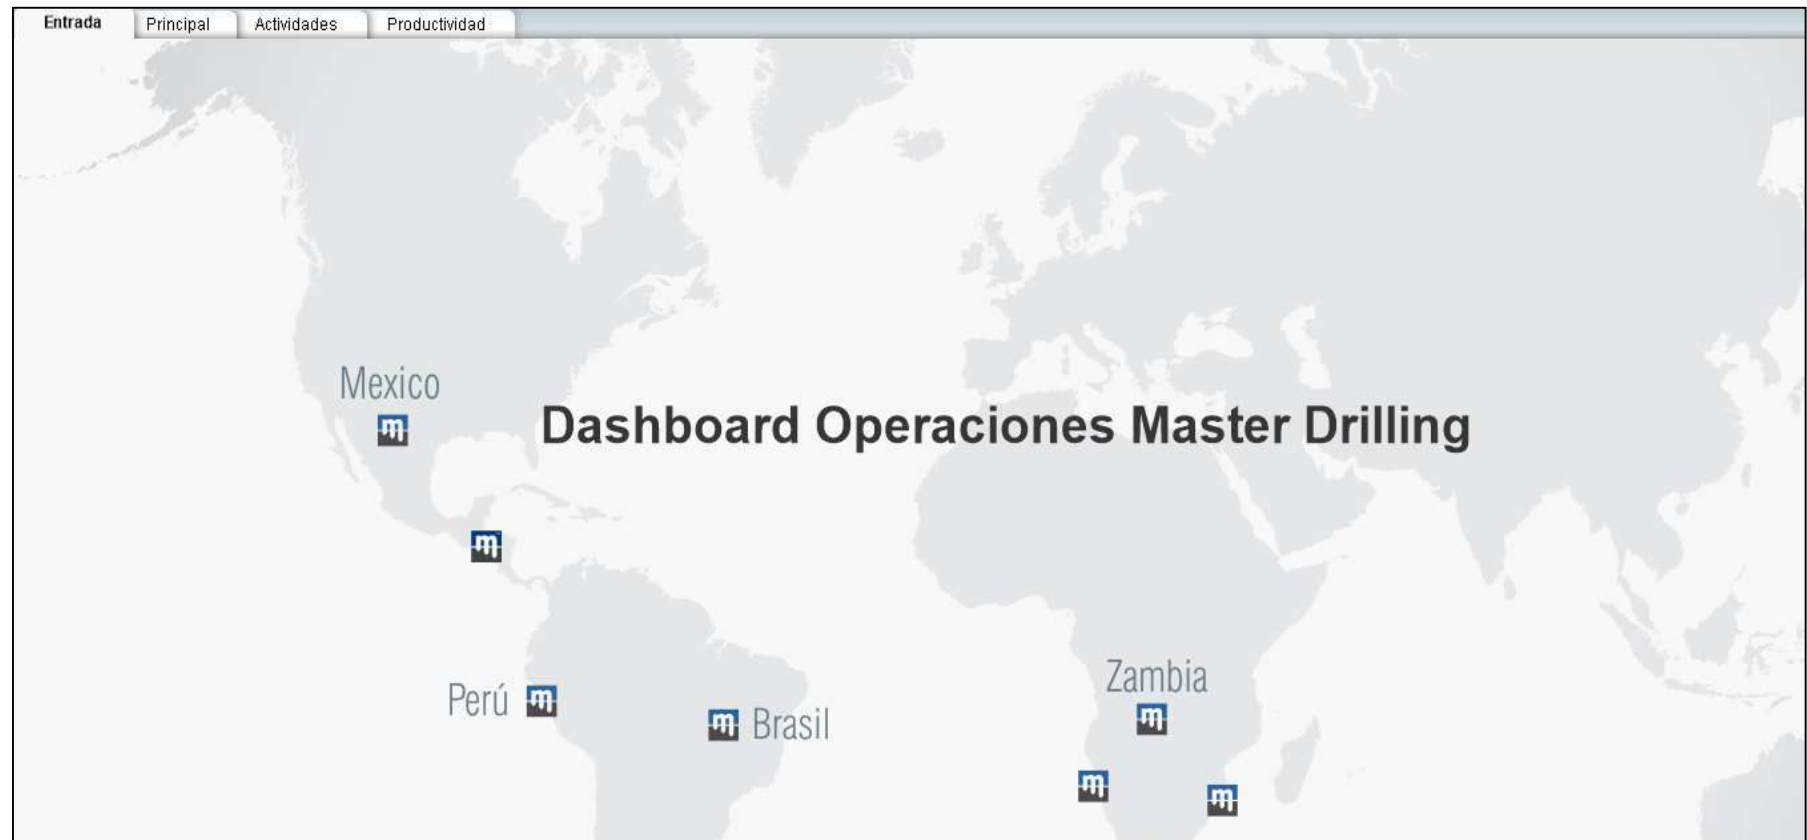 Entrada Principal Actividades Productividad
Mexico
Dashboard Operaciones Master Drilling
Zambia
Perú
Brasil